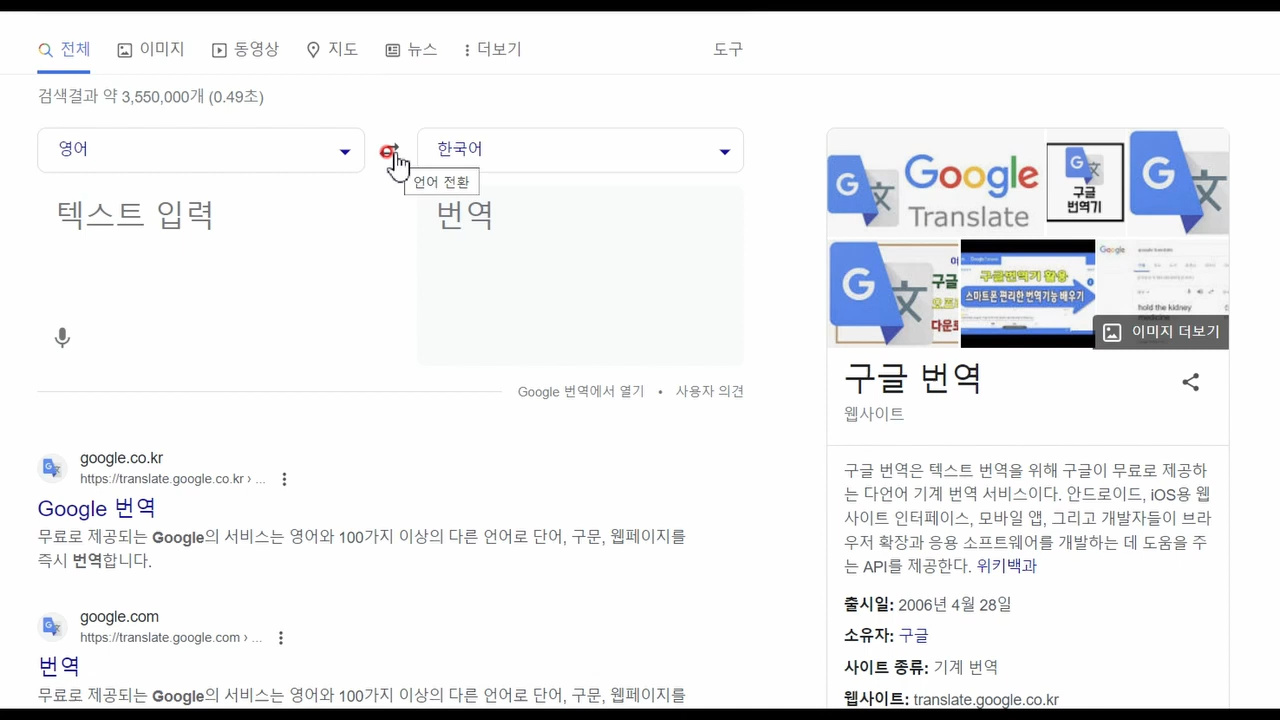 전체
이미지
동영상
지도
뉴스
더보기
도구
검색결과 약 3,550,000개 (0.49초)
영어
한국어
언어 전환
텍스트 입력
번역
Google 번역에서 열기 • 사용자 의견
google.co.kr
https://translate.google.co.kr › ...
Google 번역
무료로 제공되는 Google의 서비스는 영어와 100가지 이상의 다른 언어로 단어, 구문, 웹페이지를
즉시 번역합니다.
google.com
https://translate.google.com › ...
번역
무료로 제공되는 Google의 서비스는 영어와 100가지 이상의 다른 언어로 단어, 구문, 웹페이지를
Google
Translate
구글
번역기
구글번역기 활용
스마트폰 편리한 번역기능 배우기
Google
hold the kidney
이미지 더보기
구글 번역
웹사이트
구글 번역은 텍스트 번역을 위해 구글이 무료로 제공하
는 다언어 기계 번역 서비스이다. 안드로이드, iOS용 웹
사이트 인터페이스, 모바일 앱, 그리고 개발자들이 브라
우저 확장과 응용 소프트웨어를 개발하는 데 도움을 주
는 API를 제공한다. 위키백과
출시일: 2006년 4월 28일
소유자: 구글
사이트 종류: 기계 번역
웹사이트: translate.google.co.kr